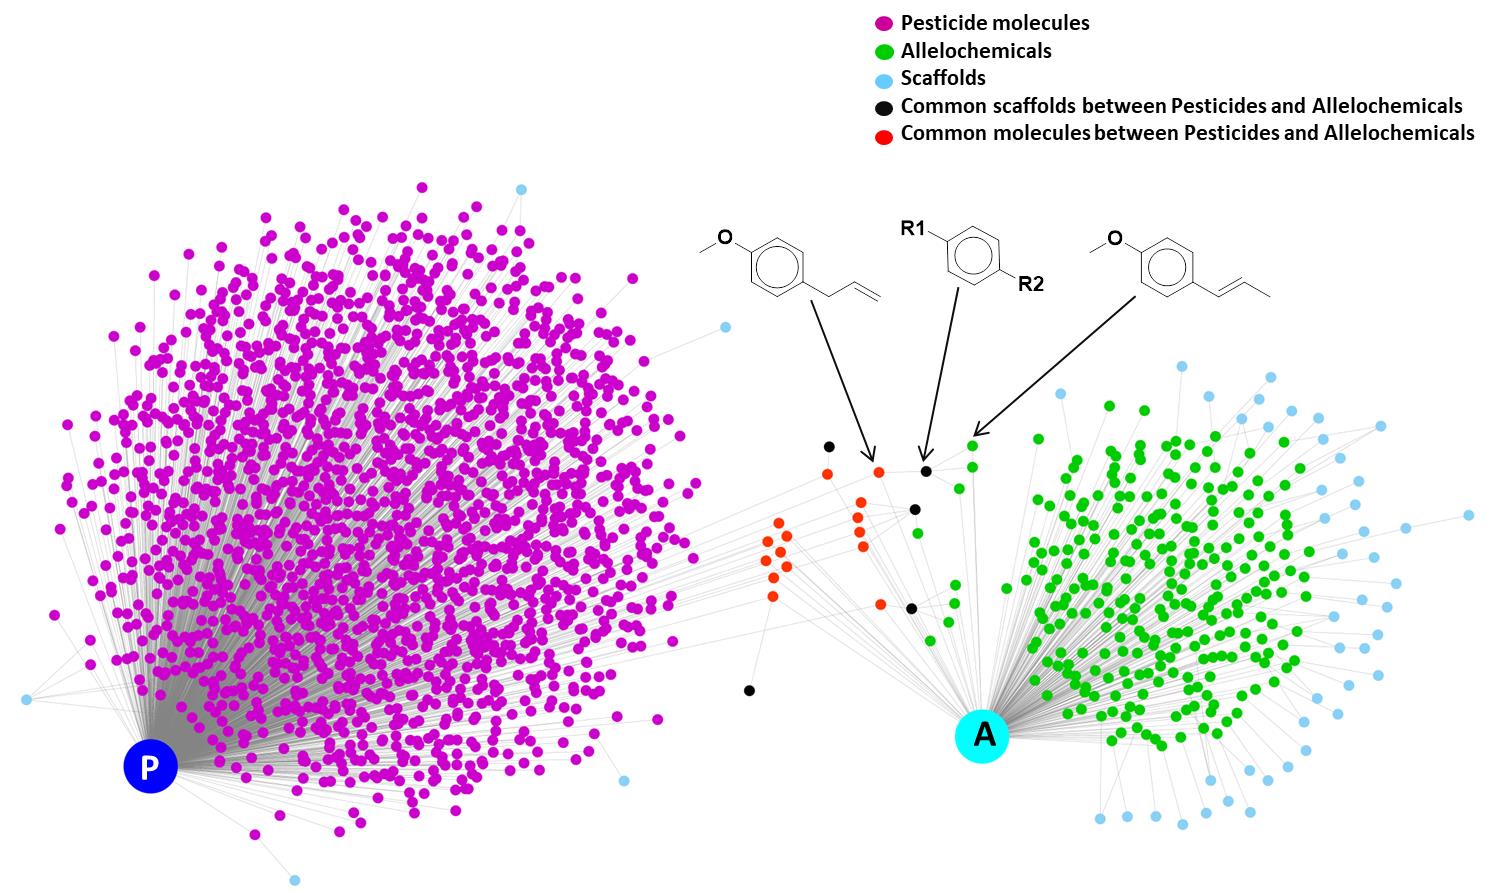 Pesticide molecules
Allelochemicals
Scaffolds
Common scaffolds between Pesticides and Allelochemicals
Common molecules between Pesticides and Allelochemicals
O
R1
R2
O
P
A